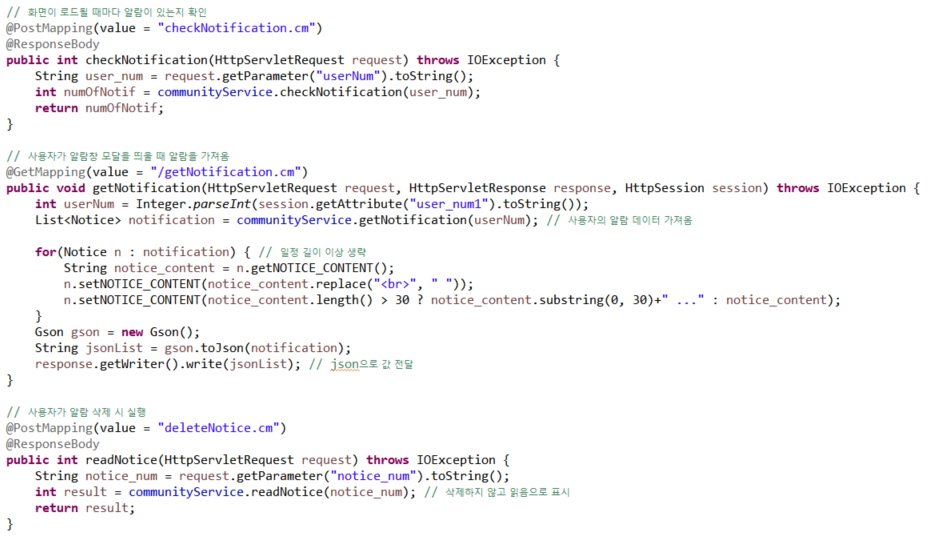 // 화면이 로드될 때마다 알람이 있는지 확인
@PostMapping(value = "checkNotification.cm")
@ResponseBody
public int checkNotification(HttpServletRequest request) throws IOException {
    String user_num = request.getParameter("userNum").toString();
    int numOfNotif = communityService.checkNotification(user_num);
    return numOfNotif;
}

// 사용자가 알람창 모달을 띄울 때 알람을 가져옴
@GetMapping(value = "/getNotification.cm")
public void getNotification(HttpServletRequest request, HttpServletResponse response, HttpSession session) throws IOException {
    int userNum = Integer.parseInt(session.getAttribute("user_num1").toString());
    List<Notice> notification = communityService.getNotification(userNum); // 사용자의 알람 데이터 가져옴

    for(Notice n : notification) { // 일정 길이 이상 생략
        String notice_content = n.getNOTICE_CONTENT();
        n.setNOTICE_CONTENT(notice_content.replace("<br>", " "));
        n.setNOTICE_CONTENT(notice_content.length() > 30 ? notice_content.substring(0, 30)+" ..." : notice_content);
    }
    Gson gson = new Gson();
    String jsonList = gson.toJson(notification);
    response.getWriter().write(jsonList); // json으로 값 전달
}

// 사용자가 알람 삭제 시 실행
@PostMapping(value = "deleteNotice.cm")
@ResponseBody
public int readNotice(HttpServletRequest request) throws IOException {
    String notice_num = request.getParameter("notice_num").toString();
    int result = communityService.readNotice(notice_num); // 삭제하지 않고 읽음으로 표시
    return result;
}